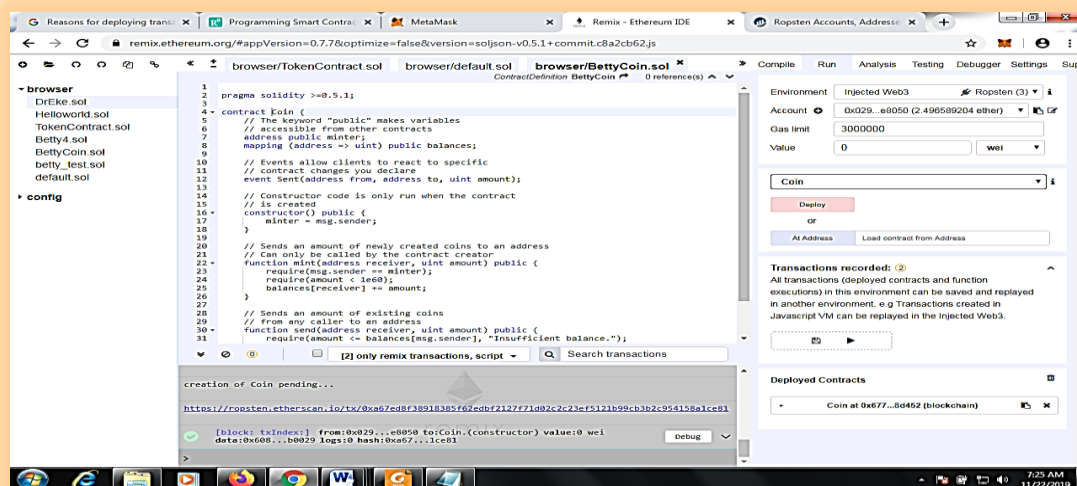 Reasons for deploying trans
Programming Smart Contrac
MetaMask
Remix - Ethereum IDE
Ropsten Accounts, Addresse
remix.ethereum.org/#appVersion=0.7.7&optimize=false&version=soljson-v0.5.1+commit.c8a2cb62.js
browser/TokenContract.sol browser/default.sol browser/BettyCoin.sol
Compile Run Analysis Testing Debugger Settings Sup
ContractDefinition BettyCoin 0 reference(s)
browser
DrEke.sol
Helloworld.sol
TokenContract.sol
Betty4.sol
BettyCoin.sol
betty_test.sol
default.sol
config
1
2 pragma solidity >=0.5.1;
3
4 contract Coin {
5 // The keyword "public" makes variables
6 // accessible from other contracts
7 address public minter;
8 mapping (address => uint) public balances;
9
10 // Events allow clients to react to specific
11 // contract changes you declare
12 event Sent(address from, address to, uint amount);
13
14 // Constructor code is only run when the contract
15 // is created
16 constructor() public {
17 minter = msg.sender;
18 }
19
20 // Sends an amount of newly created coins to an address
21 // Can only be called by the contract creator
22 function mint(address receiver, uint amount) public {
23 require(msg.sender == minter);
24 require(amount < 1e60);
25 balances[receiver] += amount;
26 }
27
28 // Sends an amount of existing coins
29 // from any caller to an address
30 function send(address receiver, uint amount) public {
31 require(amount <= balances[msg.sender], "Insufficient balance.");
0
[2] only remix transactions, script
Search transactions
creation of Coin pending...
https://ropsten.etherscan.io/tx/0xa67ed8f38918385f62edbf2127f71d02c2c23ef5121b99cb3b2c954158a1ce81
[block: txIndex:] from:0x029...e8050 to:Coin.(constructor) value:0 wei
data:0x608...b0029 logs:0 hash:0xa67...1ce81
Debug
>
Environment Injected Web3 Ropsten (3) i
Account 0x029...e8050 (2.496589204 ether)
Gas limit 3000000
Value 0 wei
Coin i
Deploy
or
At Address Load contract from Address
Transactions recorded: 2
All transactions (deployed contracts and function
executions) in this environment can be saved and replayed
in another environment. e.g Transactions created in
Javascript VM can be replayed in the Injected Web3.
Deployed Contracts
Coin at 0x677...8d452 (blockchain)
7:25 AM
11/22/2019